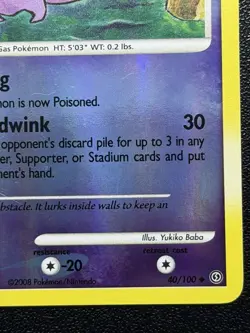 Gas Pokémon HT: 5'03" WT: 0.2 lbs.
g
mon is now Poisoned.
dwink 30
opponent's discard pile for up to 3 in any
er, Supporter, or Stadium cards and put
ponent's hand.
obstacle. It lurks inside walls to keep an
Illus. Yukiko Baba
resistance retreat cost
-20
©2008 Pokémon/Nintendo 40/100